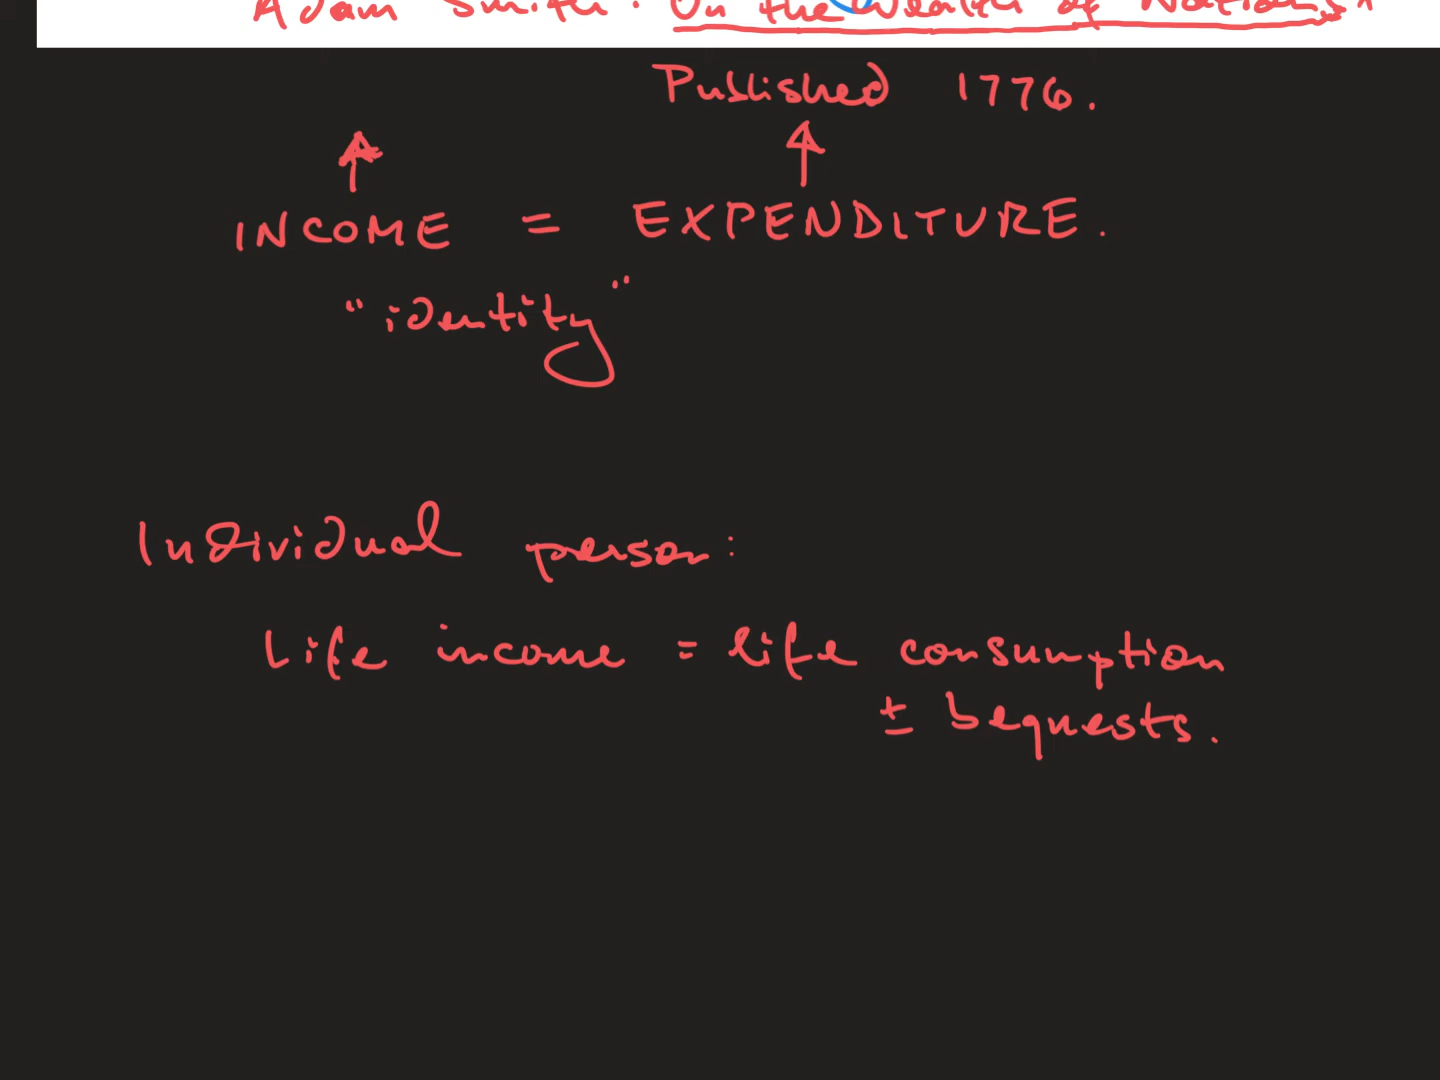 Adam Smith. On the Wealth of Nations"
Published 1776.
INCOME = EXPENDITURE.
"identity"
Individual person:
Life income = life consumption
± bequests.